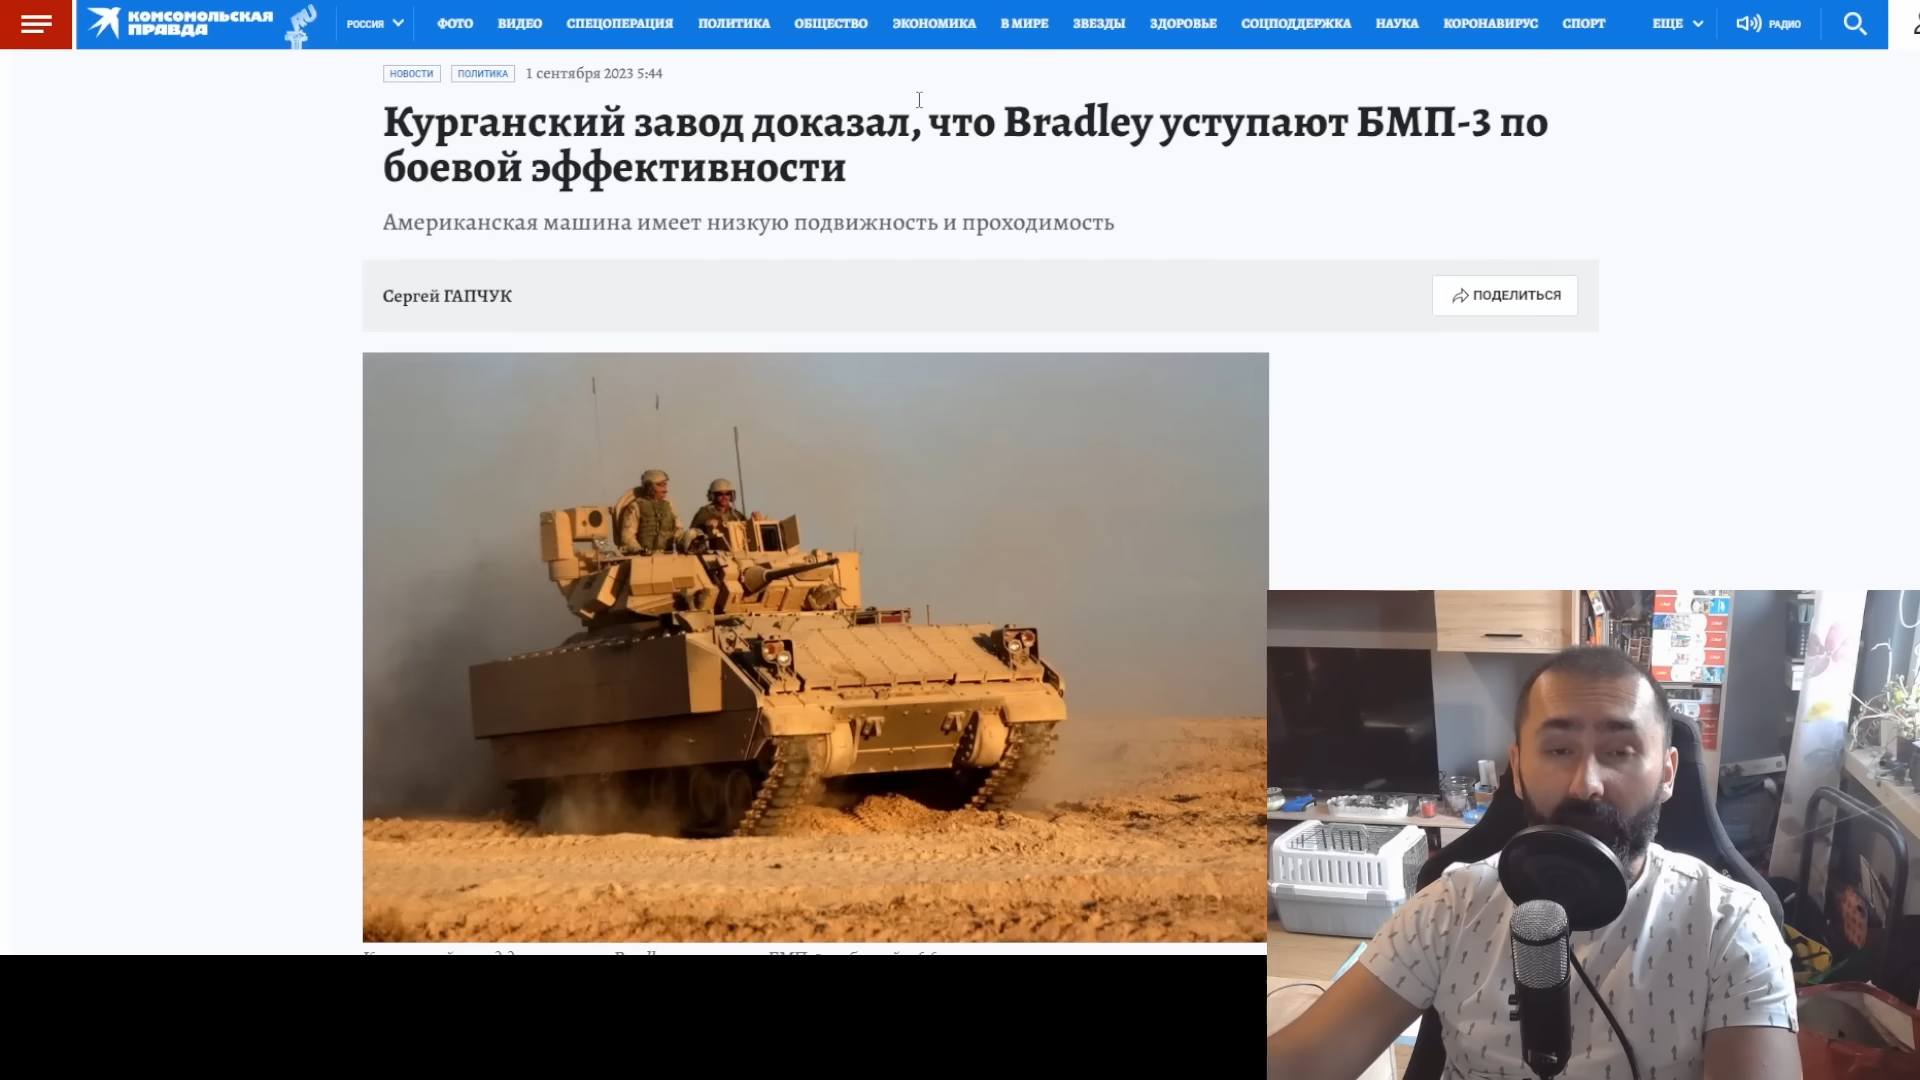 КОМСОМОЛЬСКАЯ
ПРАВДА
KP.RU
РОССИЯ
ФОТО
ВИДЕО
СПЕЦОПЕРАЦИЯ
ПОЛИТИКА
ОБЩЕСТВО
ЭКОНОМИКА
В МИРЕ
ЗВЕЗДЫ
ЗДОРОВЬЕ
СОЦПОДДЕРЖКА
НАУКА
КОРОНАВИРУС
СПОРТ
ЕЩЕ
РАДИО
НОВОСТИ
ПОЛИТИКА
1 сентября 2023 5:44
Курганский завод доказал, что Bradley уступают БМП-3 по
боевой эффективности
Американская машина имеет низкую подвижность и проходимость
Сергей ГАПЧУК
ПОДЕЛИТЬСЯ